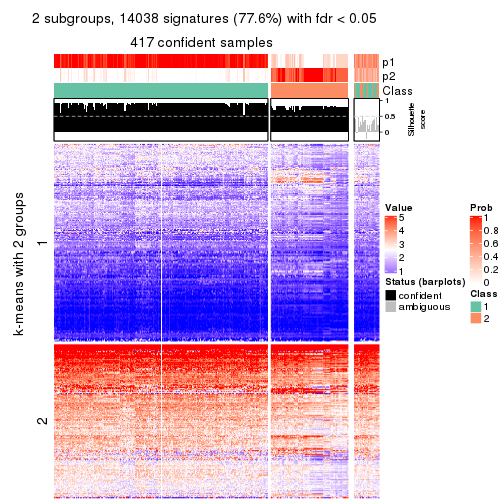 2 subgroups, 14038 signatures (77.6%) with fdr < 0.05
417 confident samples
p1
p2
Class
1
0.5
0
Silhouette
score
k-means with 2 groups
1
2
Value
5
4
3
2
1
Status (barplots)
confident
ambiguous
Prob
1
0.8
0.6
0.4
0.2
0
Class
1
2